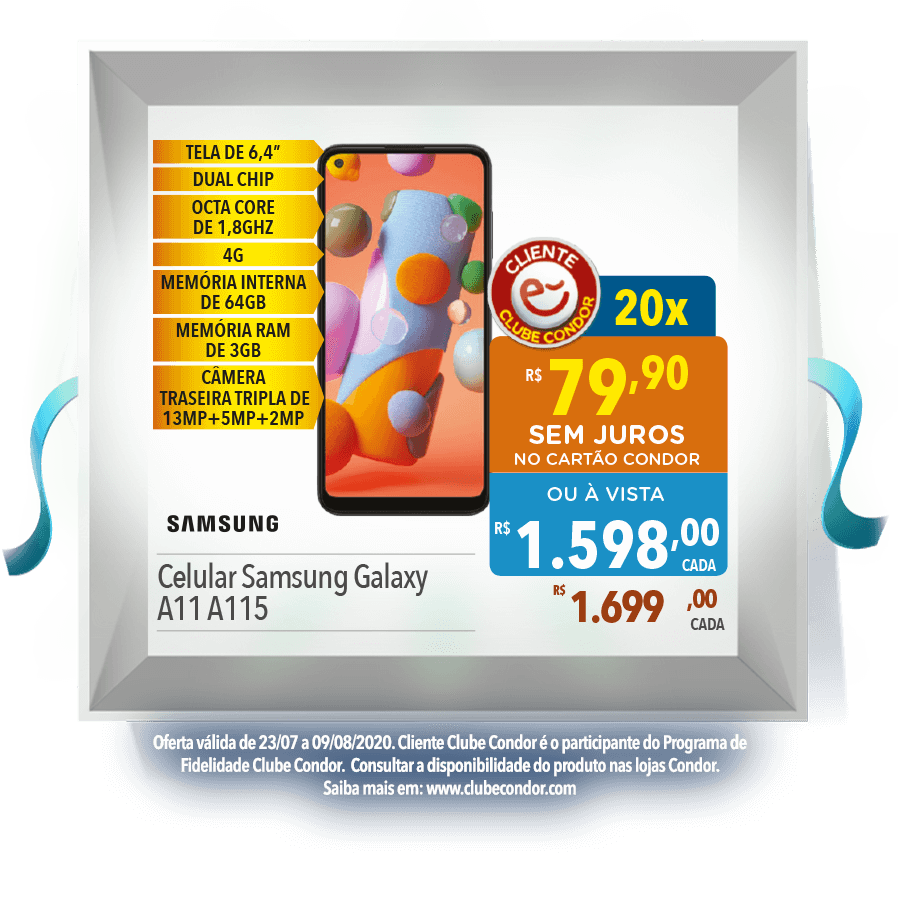 TELA DE 6,4”
DUAL CHIP
OCTA CORE
DE 1,8GHZ
4G
MEMÓRIA INTERNA
DE 64GB
MEMÓRIA RAM
DE 3GB
CÂMERA
TRASEIRA TRIPLA DE
13MP+5MP+2MP
SAMSUNG
Celular Samsung Galaxy
A11 A115
CLIENTE
CLUBE CONDOR
20x
R$ 79,90
SEM JUROS
NO CARTÃO CONDOR
OU À VISTA
R$ 1.598,00
CADA
R$ 1.699 ,00
CADA
Oferta válida de 23/07 a 09/08/2020. Cliente Clube Condor é o participante do Programa de
Fidelidade Clube Condor. Consultar a disponibilidade do produto nas lojas Condor.
Saiba mais em: www.clubecondor.com